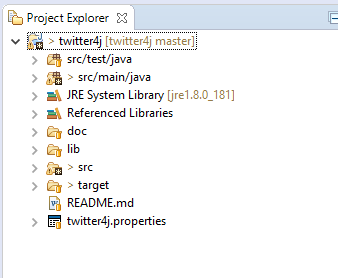 Project Explorer
> twitter4j [twitter4j master]
src/test/java
> src/main/java
JRE System Library [jre1.8.0_181]
Referenced Libraries
doc
lib
> src
> target
README.md
twitter4j.properties